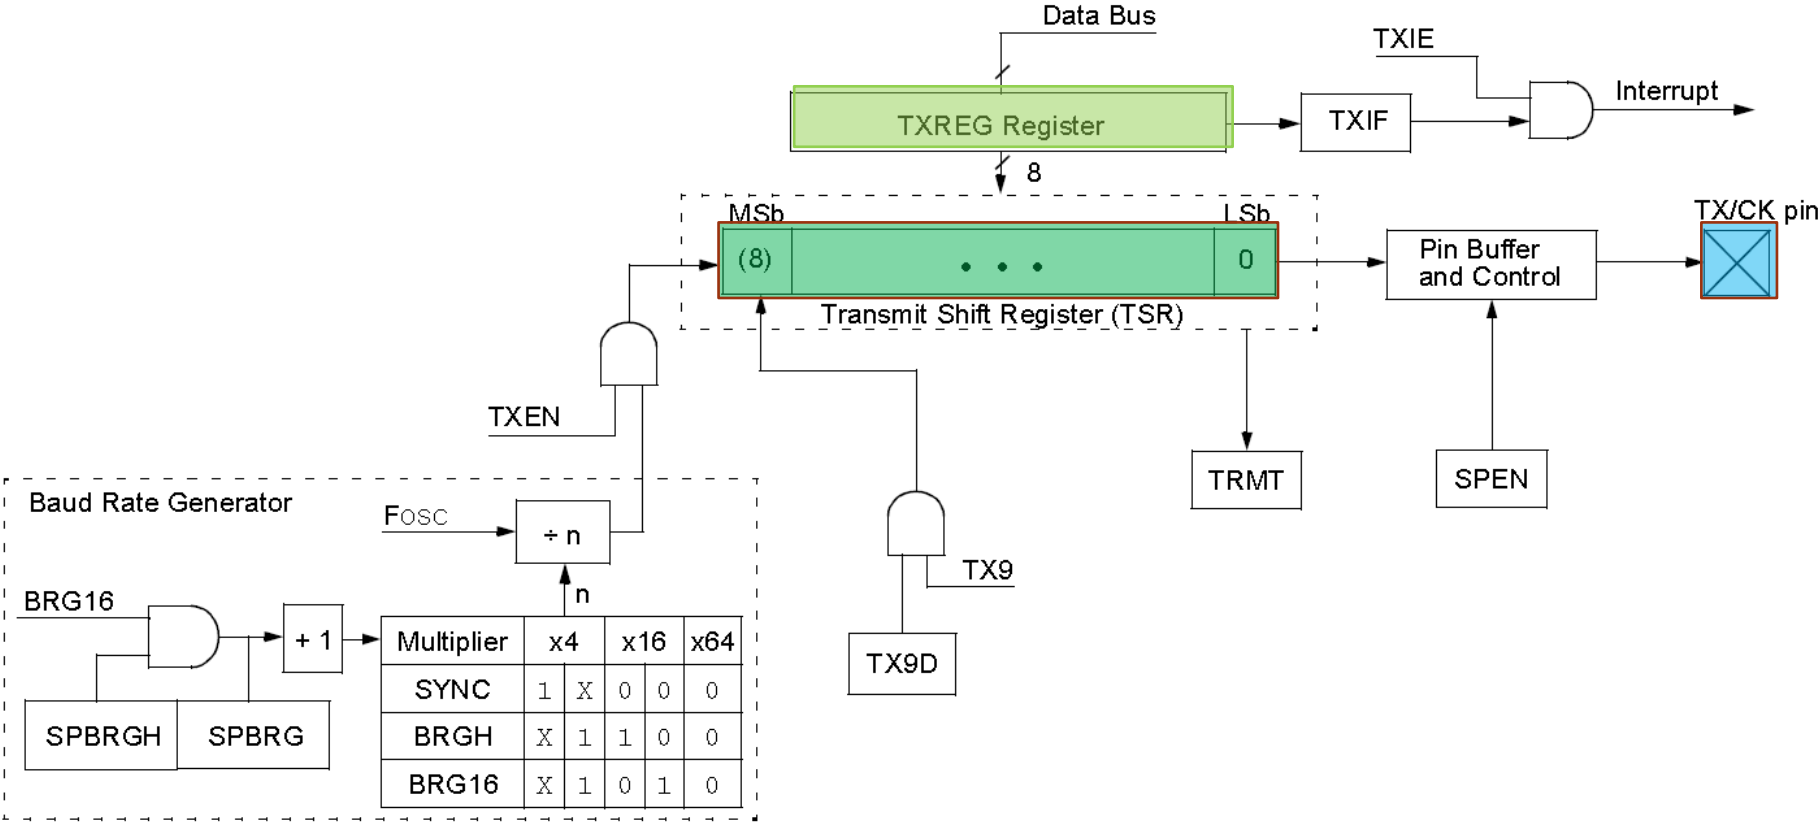 Data Bus
TXIE
Interrupt
TXREG Register
TXIF
8
MSb
LSb
TX/CK pin
(8)
• • •
0
Pin Buffer
and Control
Transmit Shift Register (TSR)
TXEN
TRMT
SPEN
Baud Rate Generator
FOSC
÷ n
TX9
n
BRG16
+ 1
Multiplier x4 x16 x64
TX9D
SYNC 1 X 0 0 0
SPBRGH SPBRG
BRGH X 1 1 0 0
BRG16 X 1 0 1 0